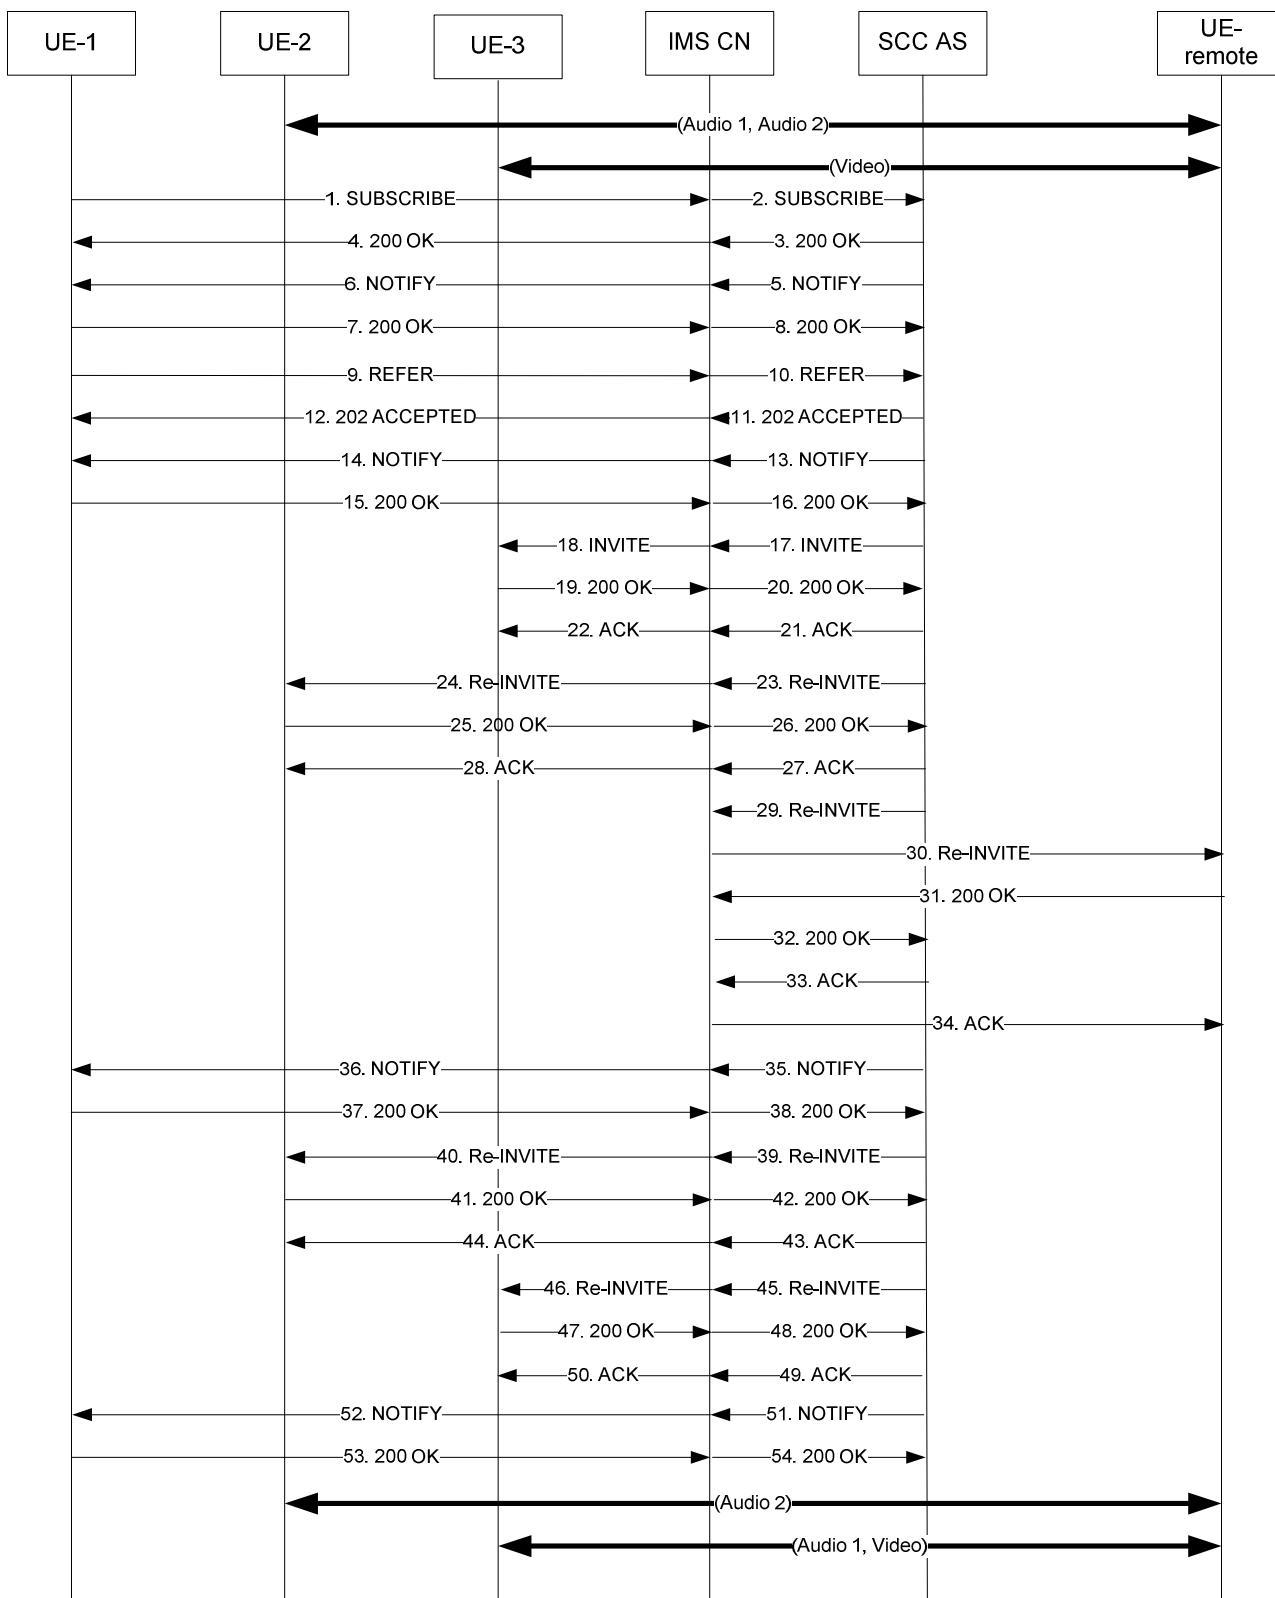 UE-1
UE-2
UE-3
IMS CN
SCC AS
UE-
remote
(Audio 1, Audio 2)
(Video)
1. SUBSCRIBE
2. SUBSCRIBE
4. 200 OK
3. 200 OK
6. NOTIFY
5. NOTIFY
7. 200 OK
8. 200 OK
9. REFER
10. REFER
12. 202 ACCEPTED
11. 202 ACCEPTED
14. NOTIFY
13. NOTIFY
15. 200 OK
16. 200 OK
18. INVITE
17. INVITE
19. 200 OK
20. 200 OK
22. ACK
21. ACK
24. Re-INVITE
23. Re-INVITE
25. 200 OK
26. 200 OK
28. ACK
27. ACK
29. Re-INVITE
30. Re-INVITE
31. 200 OK
32. 200 OK
33. ACK
34. ACK
36. NOTIFY
35. NOTIFY
37. 200 OK
38. 200 OK
40. Re-INVITE
39. Re-INVITE
41. 200 OK
42. 200 OK
44. ACK
43. ACK
46. Re-INVITE
45. Re-INVITE
47. 200 OK
48. 200 OK
50. ACK
49. ACK
52. NOTIFY
51. NOTIFY
53. 200 OK
54. 200 OK
(Audio 2)
(Audio 1, Video)